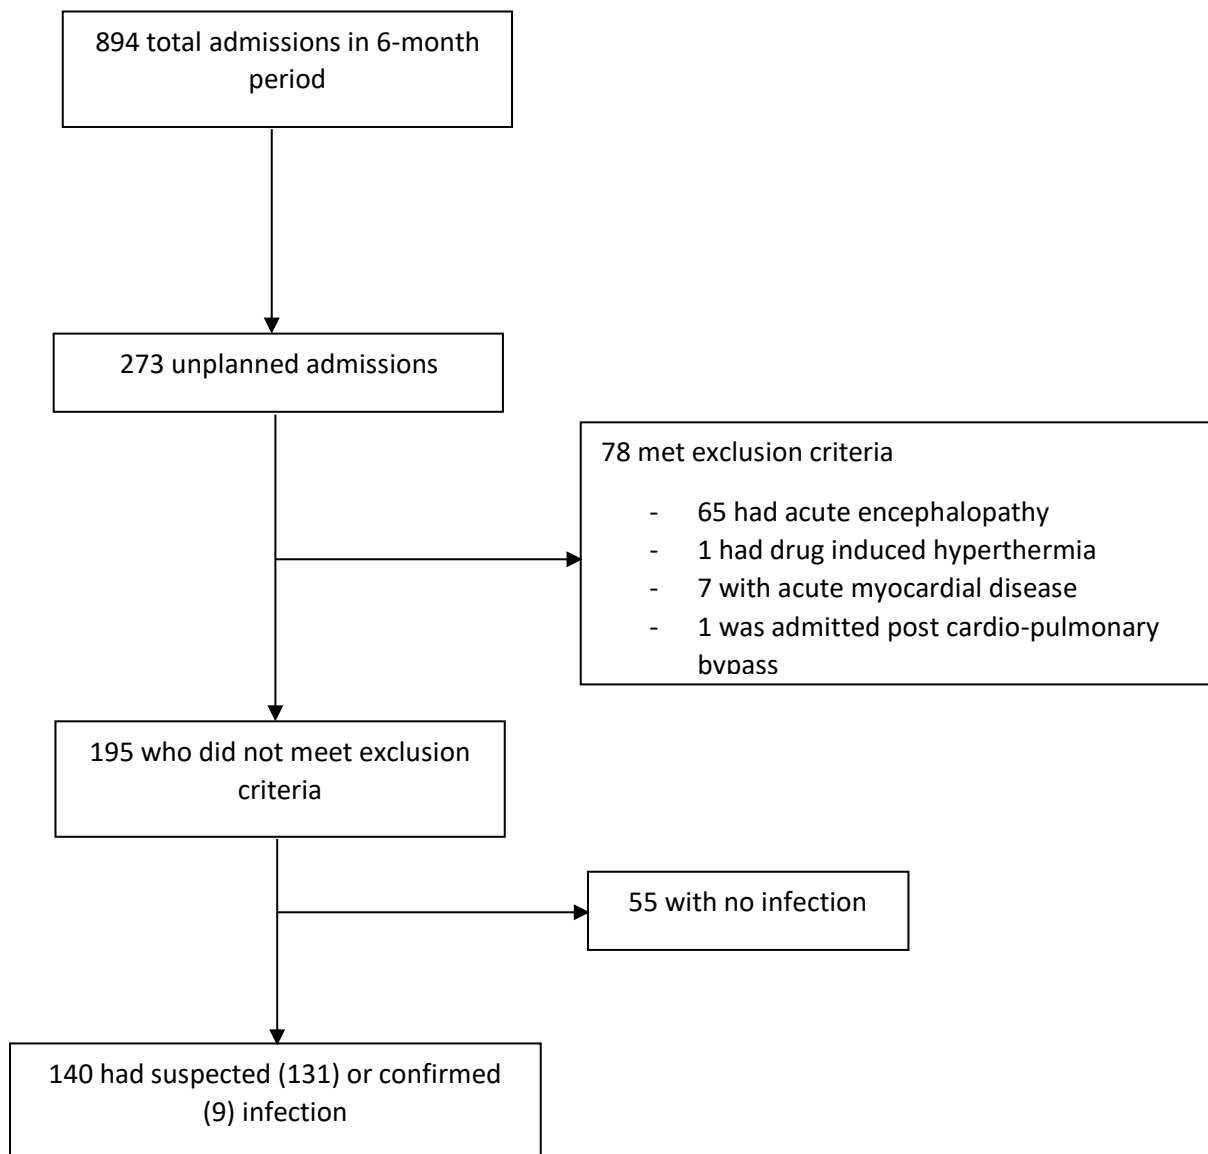 894 total admissions in 6-month
period
273 unplanned admissions
78 met exclusion criteria
- 65 had acute encephalopathy
- 1 had drug induced hyperthermia
- 7 with acute myocardial disease
- 1 was admitted post cardio-pulmonary
bypass
195 who did not meet exclusion
criteria
55 with no infection
140 had suspected (131) or confirmed
(9) infection